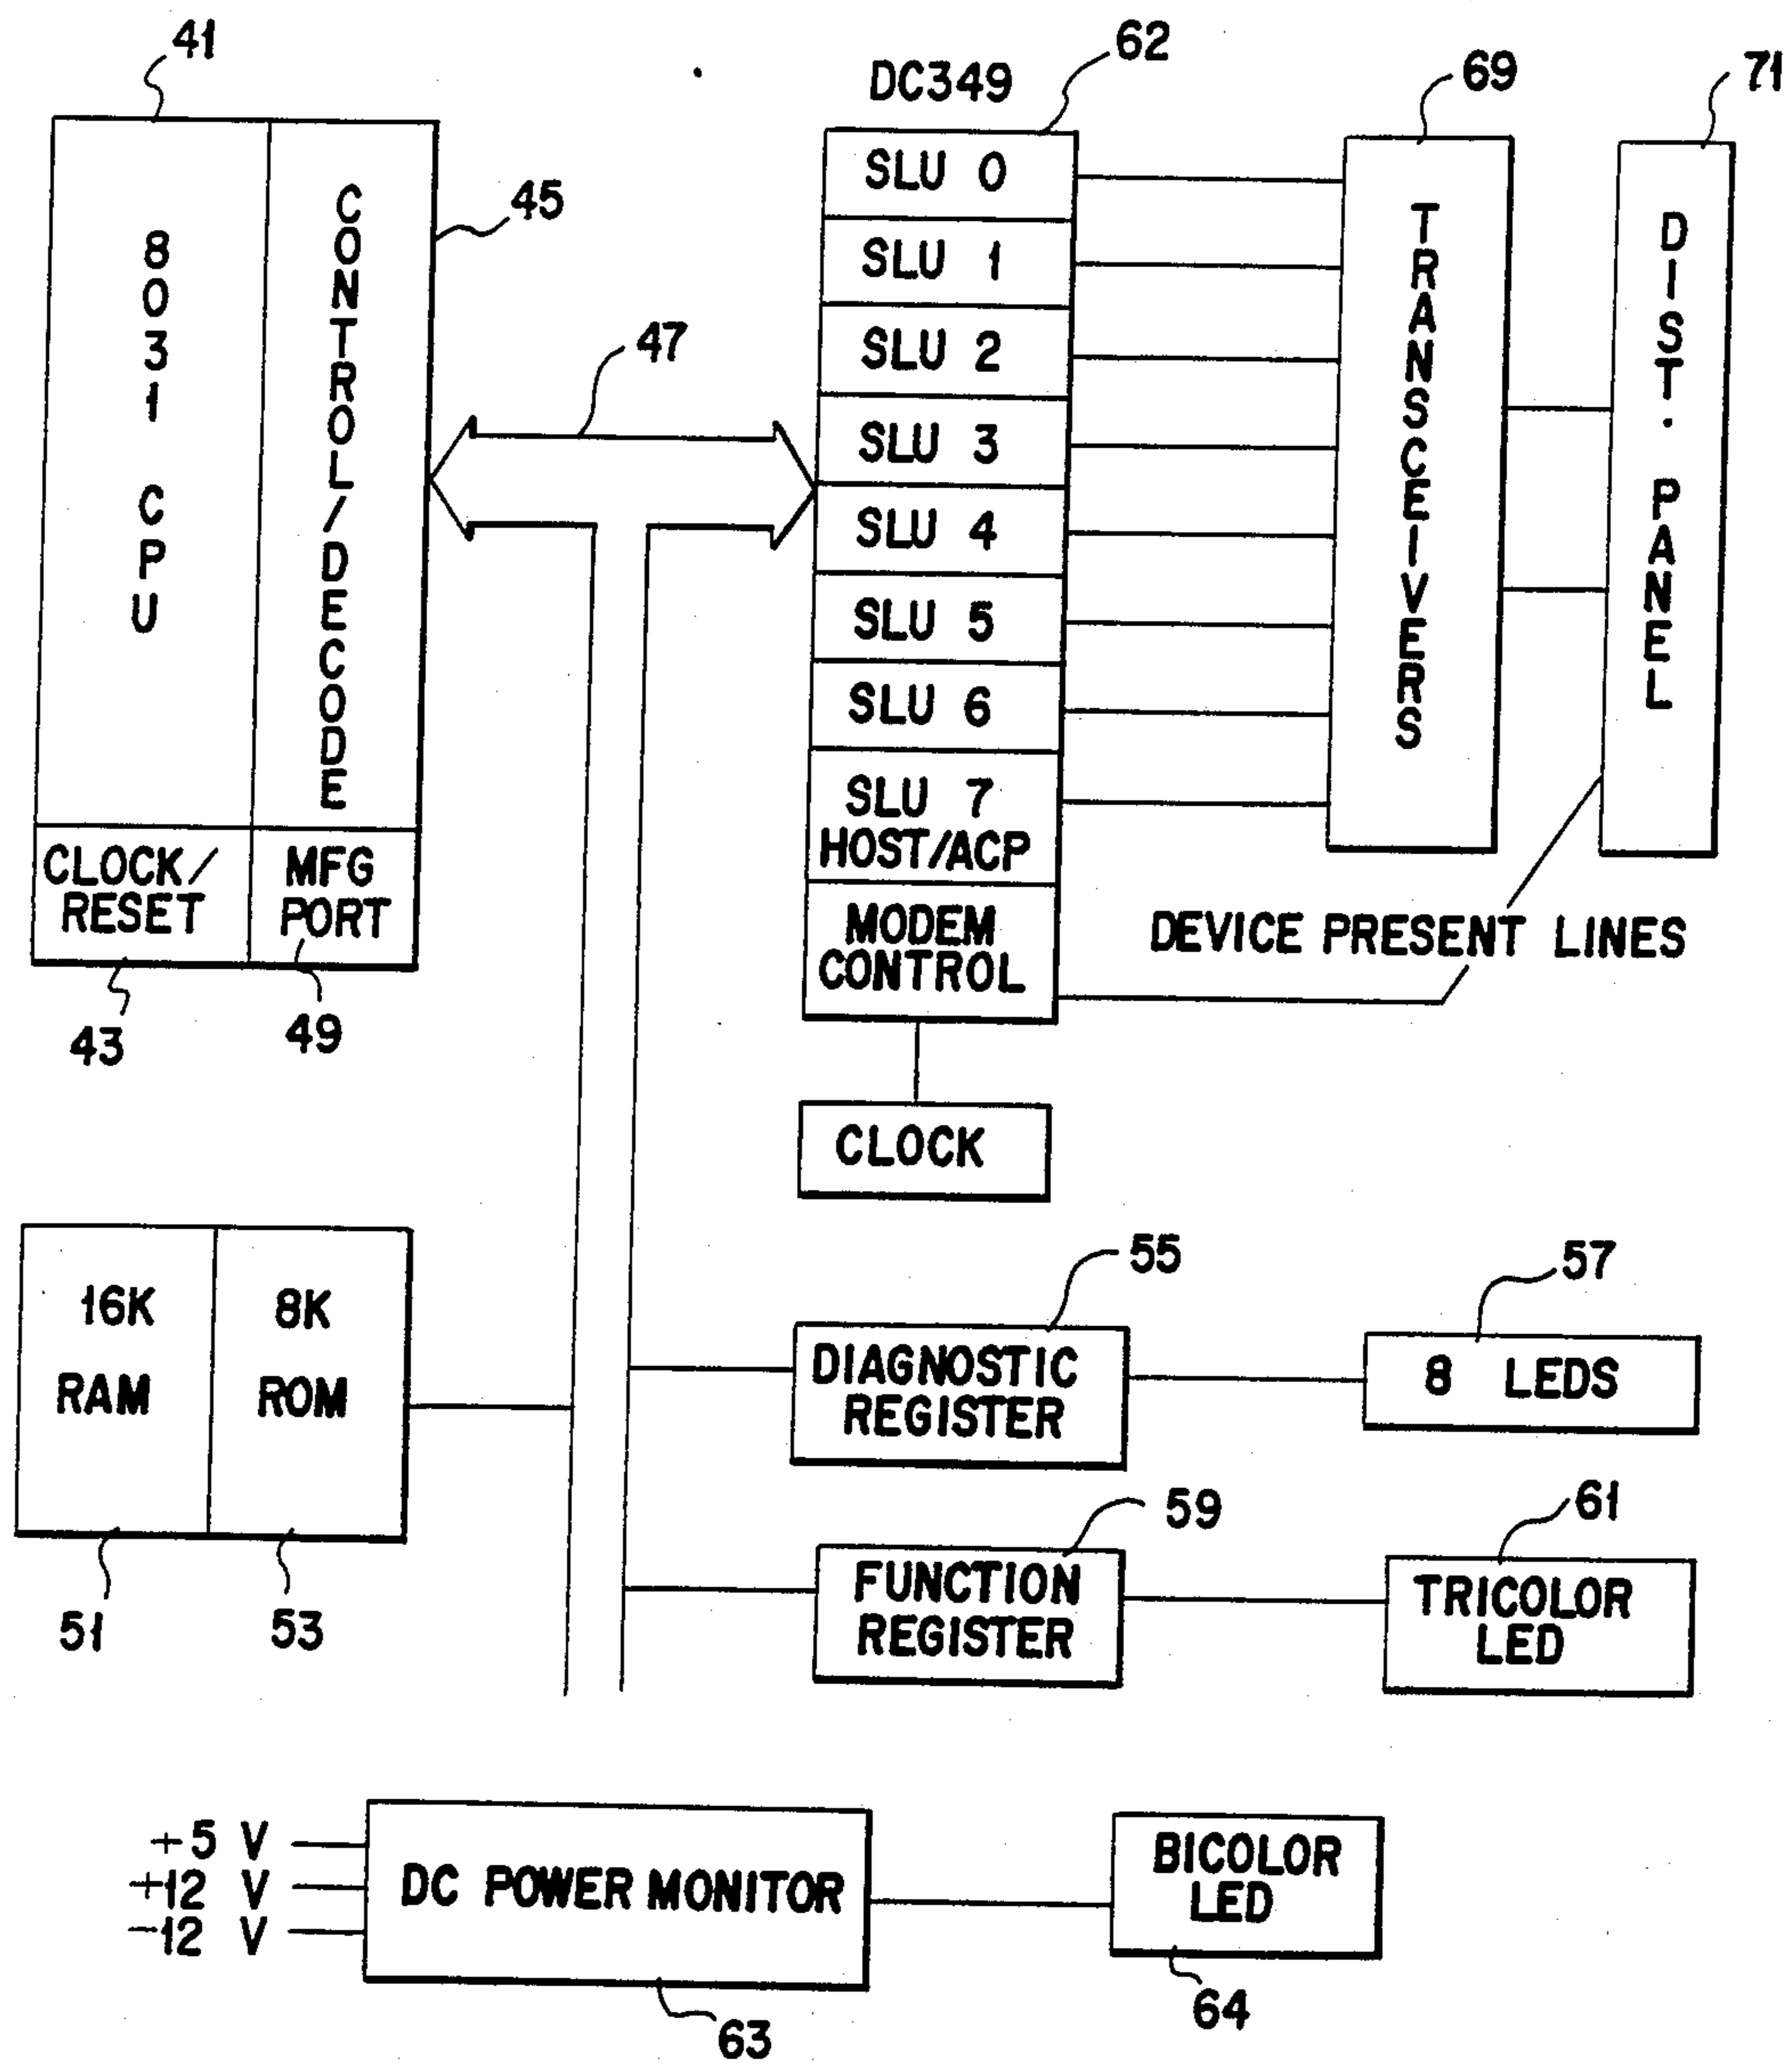 41
62
DC349
69
71
8031 CPU
CONTROL/DECODE
45
47
CLOCK/
RESET
MFG
PORT
43
49
SLU 0
SLU 1
SLU 2
SLU 3
SLU 4
SLU 5
SLU 6
SLU 7
HOST/ACP
MODEM
CONTROL
TRANSCEIVERS
DIST. PANEL
DEVICE PRESENT LINES
CLOCK
16K
RAM
8K
ROM
51
53
55
DIAGNOSTIC
REGISTER
57
8 LEDS
59
FUNCTION
REGISTER
61
TRICOLOR
LED
+5 V
+12 V
-12 V
DC POWER MONITOR
63
BICOLOR
LED
64